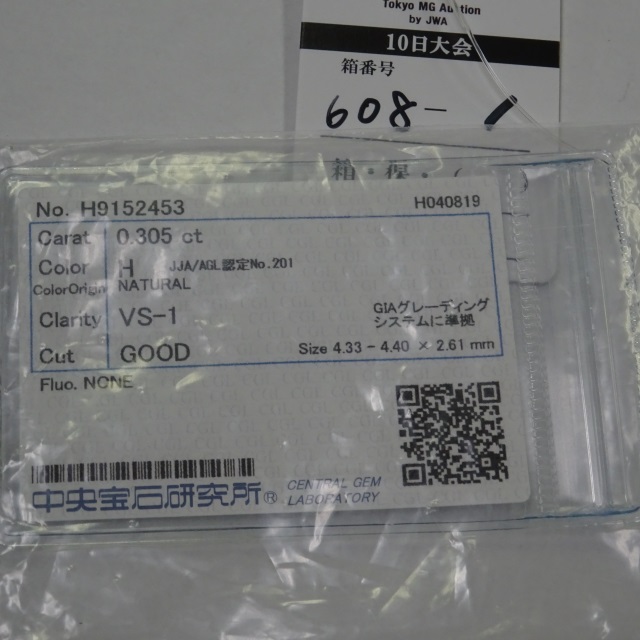 Tokyo MG Auction
by JWA
10日大会
箱番号
608-1
箱・複・
No. H9152453
H040819
Carat 0.305 ct
Color H JJA/AGL認定No.201
ColorOrigin NATURAL
Clarity VS-1
GIAグレーディング
システムに準拠
Cut GOOD
Size 4.33 - 4.40 × 2.61 mm
Fluo. NONE
中央宝石研究所®
CENTRAL GEM
LABORATORY